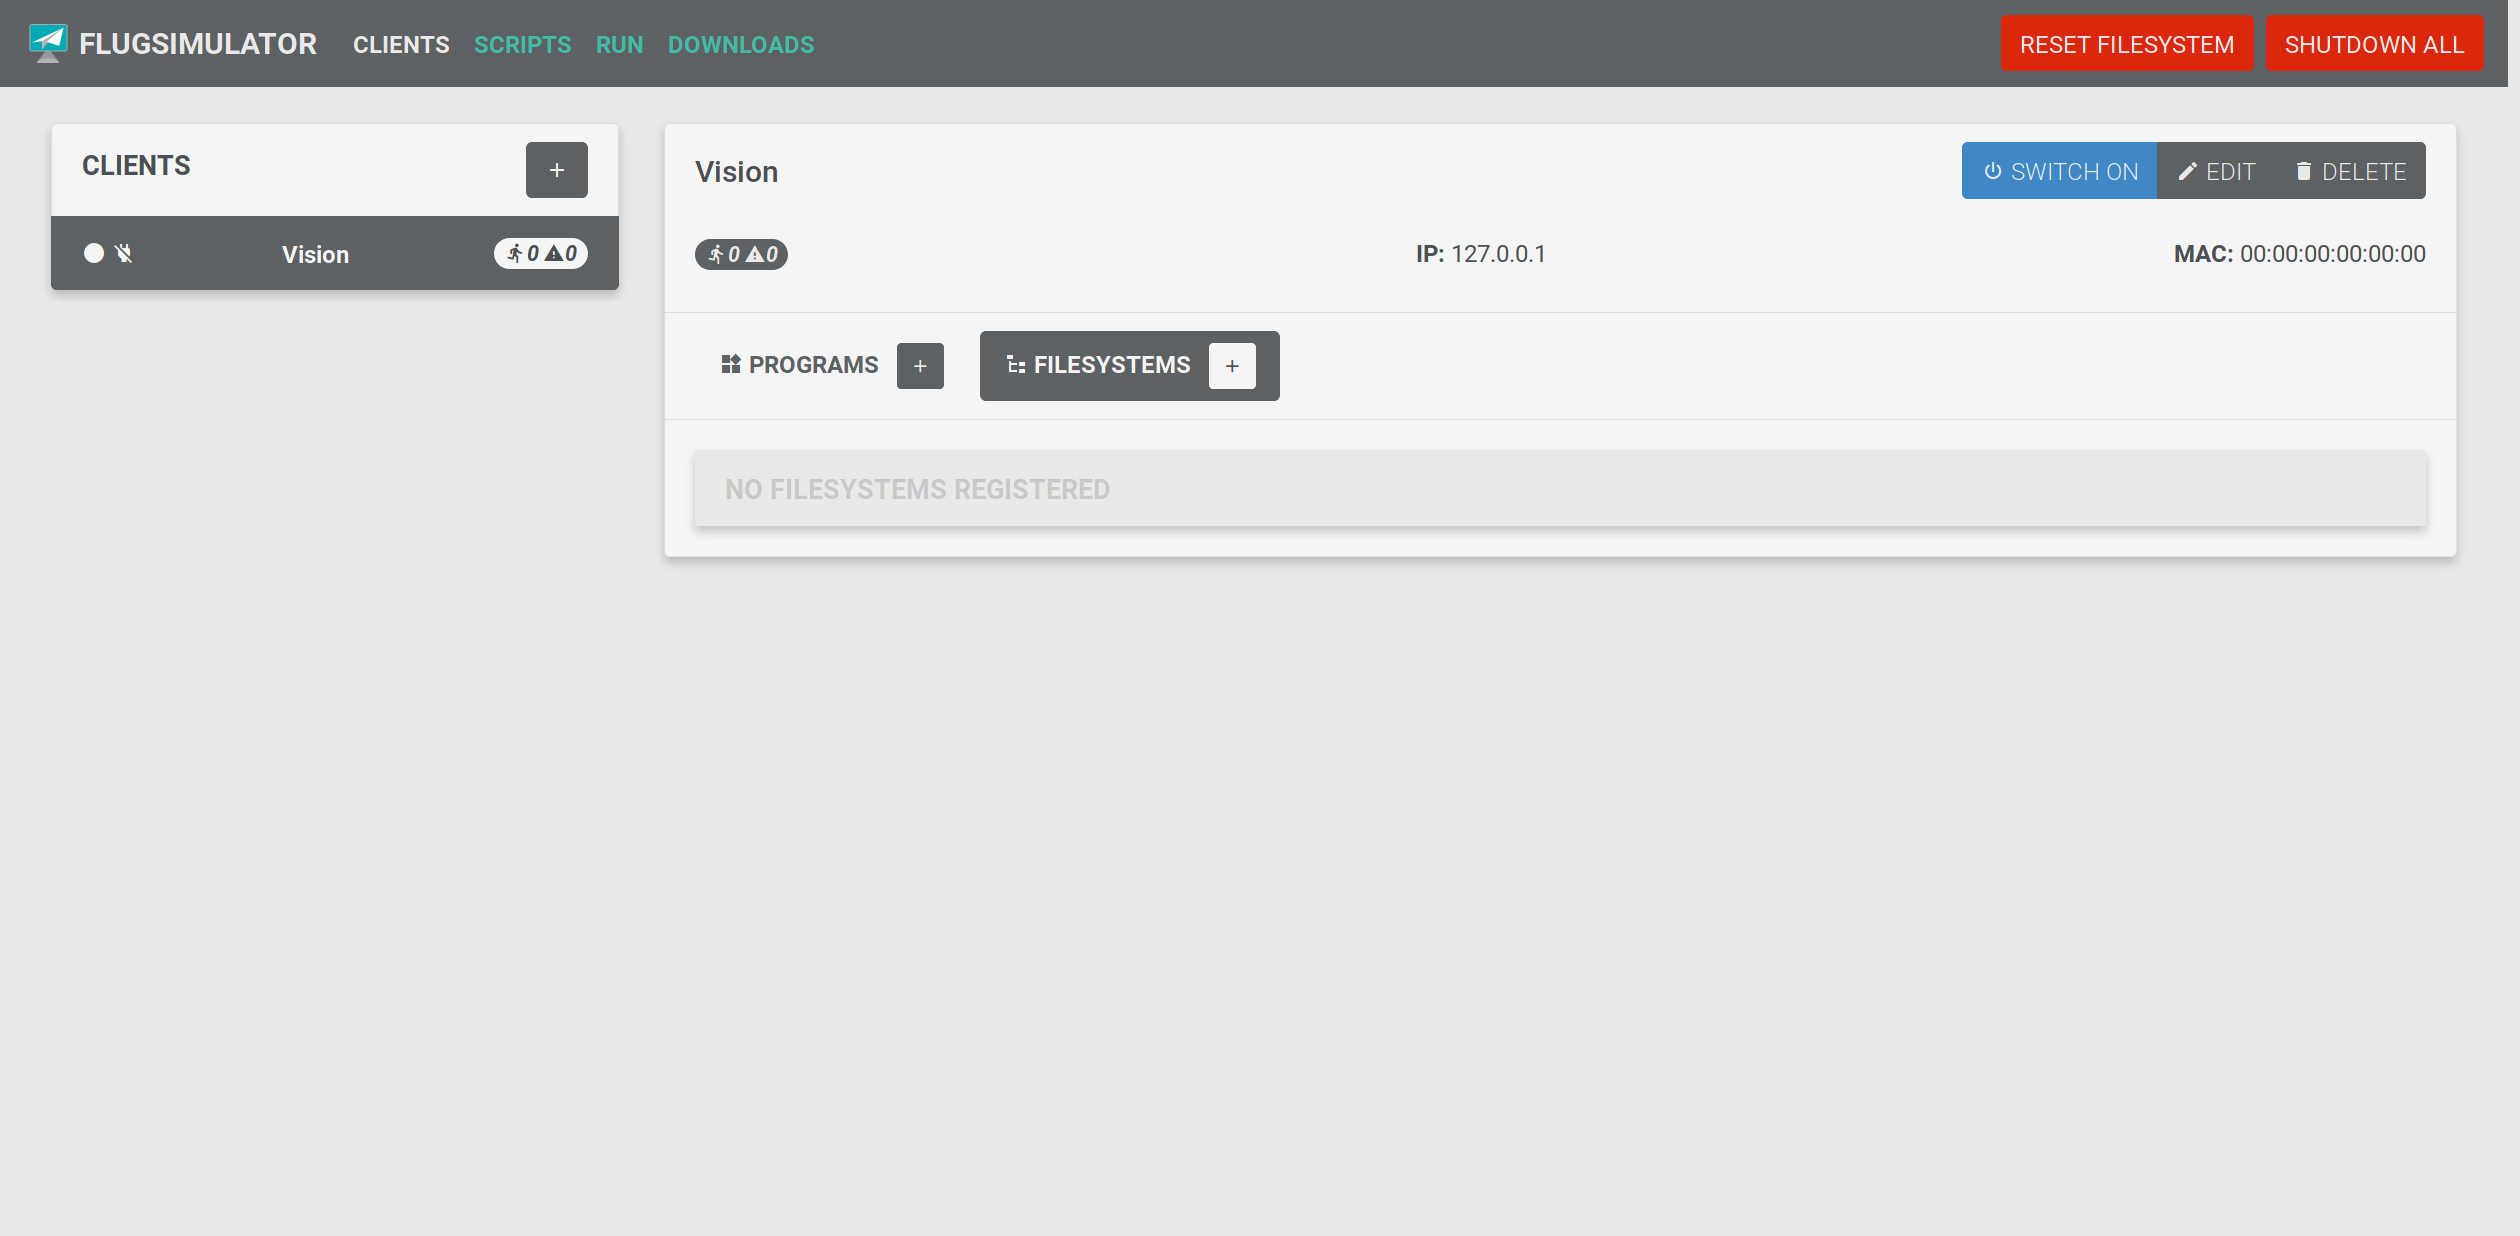 FLUGSIMULATOR CLIENTS SCRIPTS RUN DOWNLOADS RESET FILESYSTEM SHUTDOWN ALL
CLIENTS +
Vision 0 0
Vision SWITCH ON EDIT DELETE
0 0 IP: 127.0.0.1 MAC: 00:00:00:00:00:00
PROGRAMS + FILESYSTEMS +
NO FILESYSTEMS REGISTERED